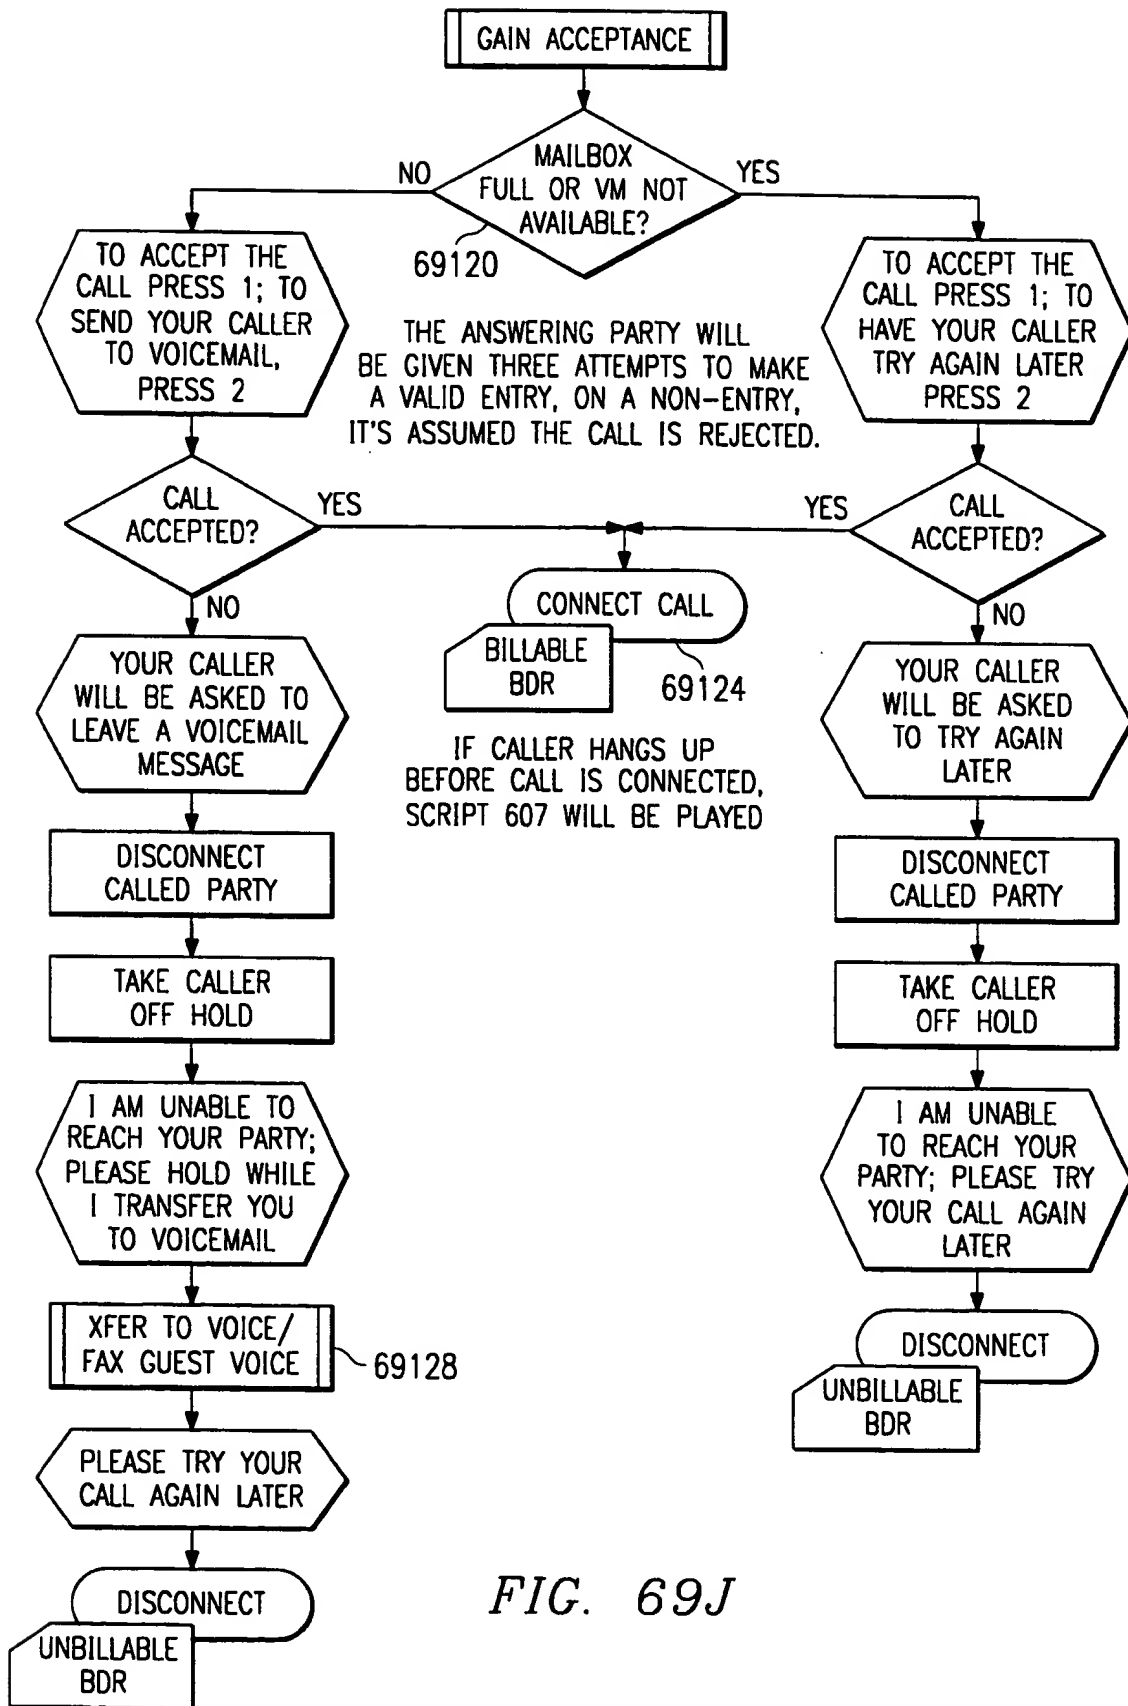 GAIN ACCEPTANCE
MAILBOX
FULL OR VM NOT
AVAILABLE?
NO
YES
69120
TO ACCEPT THE
CALL PRESS 1; TO
SEND YOUR CALLER
TO VOICEMAIL,
PRESS 2
THE ANSWERING PARTY WILL
BE GIVEN THREE ATTEMPTS TO MAKE
A VALID ENTRY, ON A NON-ENTRY,
IT'S ASSUMED THE CALL IS REJECTED.
TO ACCEPT THE
CALL PRESS 1; TO
HAVE YOUR CALLER
TRY AGAIN LATER
PRESS 2
CALL
ACCEPTED?
YES
NO
YES
CALL
ACCEPTED?
NO
CONNECT CALL
BILLABLE
BDR
69124
IF CALLER HANGS UP
BEFORE CALL IS CONNECTED,
SCRIPT 607 WILL BE PLAYED
YOUR CALLER
WILL BE ASKED TO
LEAVE A VOICEMAIL
MESSAGE
DISCONNECT
CALLED PARTY
TAKE CALLER
OFF HOLD
I AM UNABLE TO
REACH YOUR PARTY;
PLEASE HOLD WHILE
I TRANSFER YOU
TO VOICEMAIL
XFER TO VOICE/
FAX GUEST VOICE
69128
PLEASE TRY YOUR
CALL AGAIN LATER
DISCONNECT
UNBILLABLE
BDR
YOUR CALLER
WILL BE ASKED
TO TRY AGAIN
LATER
DISCONNECT
CALLED PARTY
TAKE CALLER
OFF HOLD
I AM UNABLE
TO REACH YOUR
PARTY; PLEASE TRY
YOUR CALL AGAIN
LATER
DISCONNECT
UNBILLABLE
BDR
FIG. 69J